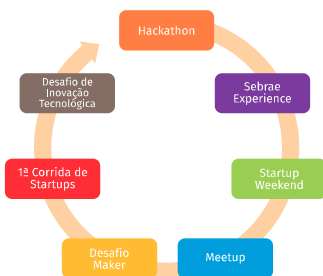 Hackathon
Sebrae
Experience
Startup
Weekend
Meetup
Desafio
Maker
1ª Corrida de
Startups
Desafio de
Inovação
Tecnológica